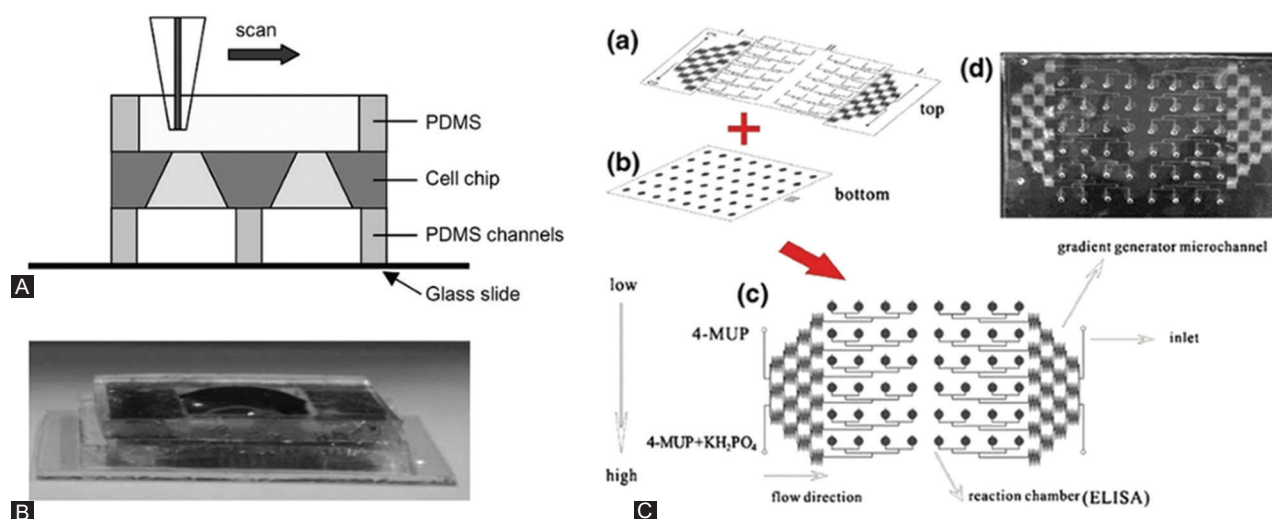 scan
PDMS
Cell chip
PDMS channels
Glass slide
A
B
(a)
top
(b)
bottom
(d)
gradient generator microchannel
(c)
low
4-MUP
inlet
4-MUP+KH₂PO₄
high
flow direction
reaction chamber(ELISA)
C